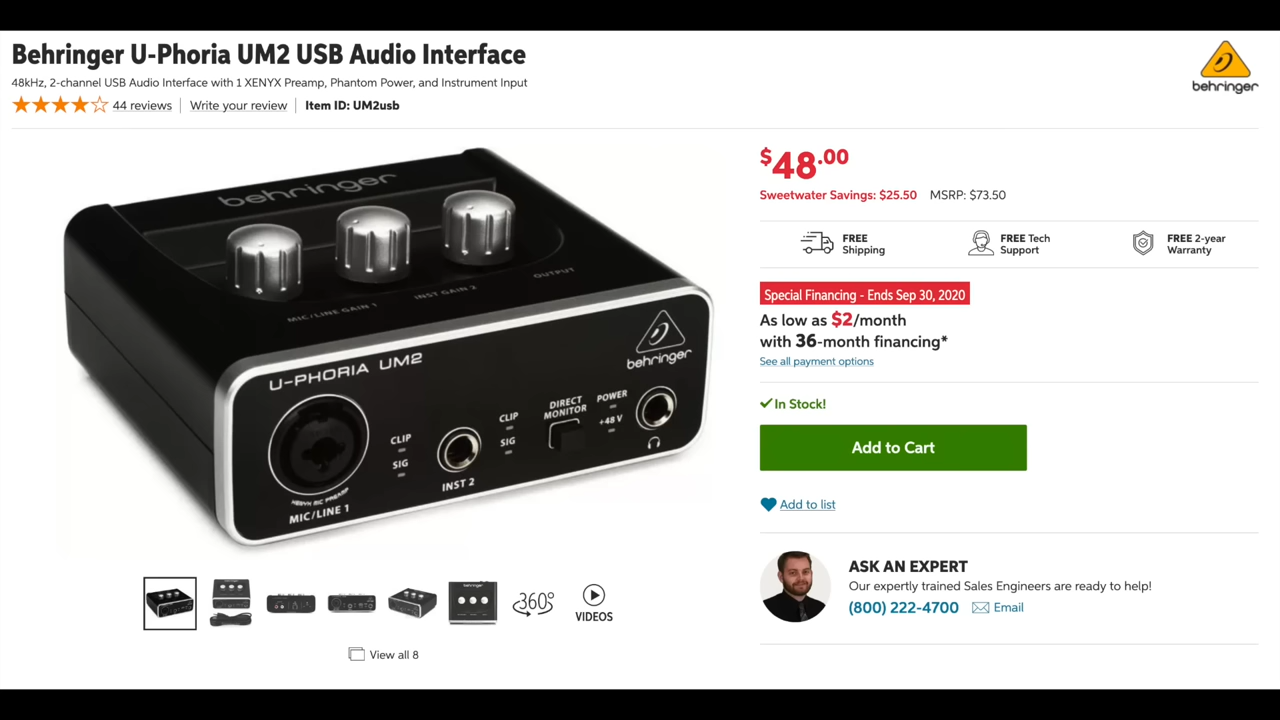 Behringer U-Phoria UM2 USB Audio Interface
48kHz, 2-channel USB Audio Interface with 1 XENYX Preamp, Phantom Power, and Instrument Input
44 reviews | Write your review | Item ID: UM2usb
behringer
behringer
MIC/LINE GAIN 1
INST GAIN 2
OUTPUT
U-PHORIA UM2
behringer
CLIP
SIG
CLIP
SIG
DIRECT MONITOR
POWER
+48 V
XENYX MIC PREAMP
MIC/LINE 1
INST 2
$48.00
Sweetwater Savings: $25.50 MSRP: $73.50
FREE Shipping
FREE Tech Support
FREE 2-year Warranty
Special Financing - Ends Sep 30, 2020
As low as $2/month
with 36-month financing*
See all payment options
In Stock!
Add to Cart
Add to list
ASK AN EXPERT
Our expertly trained Sales Engineers are ready to help!
(800) 222-4700 Email
360°
VIDEOS
View all 8